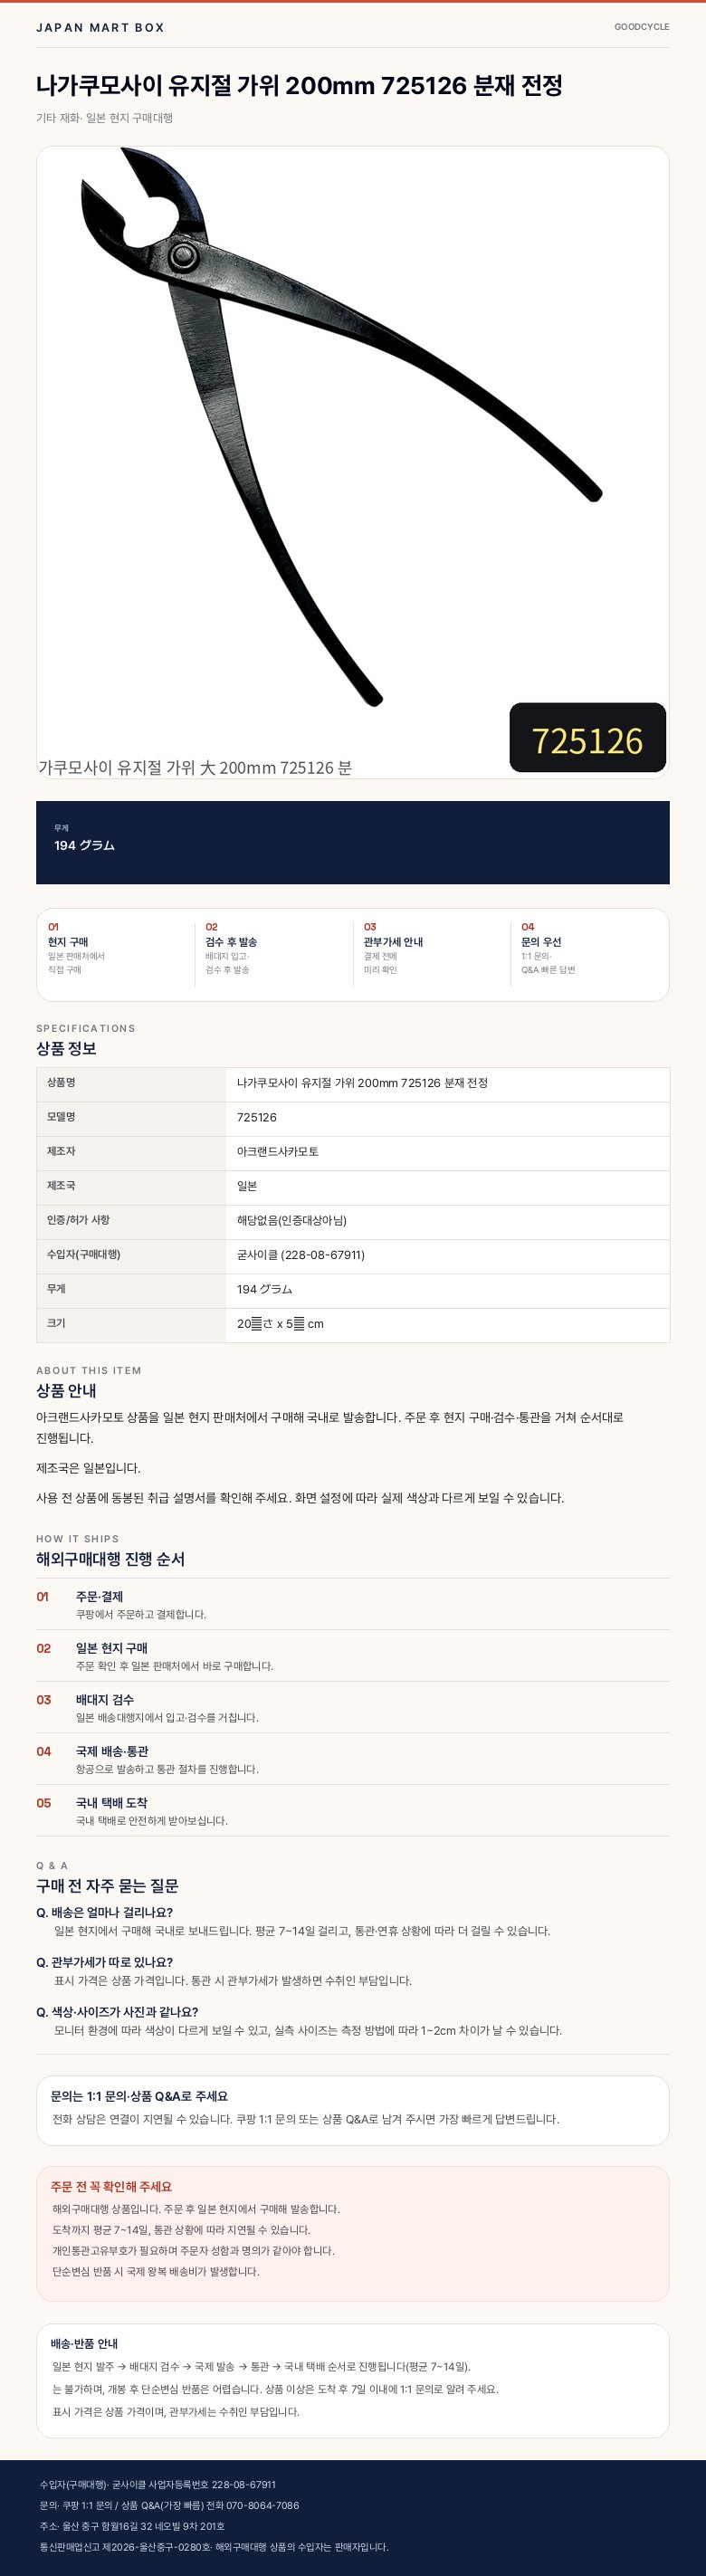 JAPAN MART BOX
GOODCYCLE
나가쿠모사이 유지절 가위 200mm 725126 분재 전정
기타 재화· 일본 현지 구매대행
725126
가쿠모사이 유지절 가위 大 200mm 725126 분
무게
194 グラム
01
현지 구매
일본 판매처에서
직접 구매
02
검수 후 발송
배대지 입고·
검수 후 발송
03
관부가세 안내
결제 전에
미리 확인
04
문의 우선
1:1 문의·
Q&A 빠른 답변
SPECIFICATIONS
상품 정보
상품명 나가쿠모사이 유지절 가위 200mm 725126 분재 전정
모델명 725126
제조자 아크랜드사카모토
제조국 일본
인증/허가 사항 해당없음(인증대상아님)
수입자(구매대행) 굳사이클 (228-08-67911)
무게 194 グラム
크기 20 さ x 5 cm
ABOUT THIS ITEM
상품 안내
아크랜드사카모토 상품을 일본 현지 판매처에서 구매해 국내로 발송합니다. 주문 후 현지 구매·검수·통관을 거쳐 순서대로
진행됩니다.
제조국은 일본입니다.
사용 전 상품에 동봉된 취급 설명서를 확인해 주세요. 화면 설정에 따라 실제 색상과 다르게 보일 수 있습니다.
HOW IT SHIPS
해외구매대행 진행 순서
01 주문·결제
쿠팡에서 주문하고 결제합니다.
02 일본 현지 구매
주문 확인 후 일본 판매처에서 바로 구매합니다.
03 배대지 검수
일본 배송대행지에서 입고·검수를 거칩니다.
04 국제 배송·통관
항공으로 발송하고 통관 절차를 진행합니다.
05 국내 택배 도착
국내 택배로 안전하게 받아보십니다.
Q & A
구매 전 자주 묻는 질문
Q. 배송은 얼마나 걸리나요?
일본 현지에서 구매해 국내로 보내드립니다. 평균 7~14일 걸리고, 통관·연휴 상황에 따라 더 걸릴 수 있습니다.
Q. 관부가세가 따로 있나요?
표시 가격은 상품 가격입니다. 통관 시 관부가세가 발생하면 수취인 부담입니다.
Q. 색상·사이즈가 사진과 같나요?
모니터 환경에 따라 색상이 다르게 보일 수 있고, 실측 사이즈는 측정 방법에 따라 1~2cm 차이가 날 수 있습니다.
문의는 1:1 문의·상품 Q&A로 주세요
전화 상담은 연결이 지연될 수 있습니다. 쿠팡 1:1 문의 또는 상품 Q&A로 남겨 주시면 가장 빠르게 답변드립니다.
주문 전 꼭 확인해 주세요
해외구매대행 상품입니다. 주문 후 일본 현지에서 구매해 발송합니다.
도착까지 평균 7~14일, 통관 상황에 따라 지연될 수 있습니다.
개인통관고유부호가 필요하며 주문자 성함과 명의가 같아야 합니다.
단순변심 반품 시 국제 왕복 배송비가 발생합니다.
배송·반품 안내
일본 현지 발주 → 배대지 검수 → 국제 발송 → 통관 → 국내 택배 순서로 진행됩니다(평균 7~14일).
는 불가하며, 개봉 후 단순변심 반품은 어렵습니다. 상품 이상은 도착 후 7일 이내에 1:1 문의로 알려 주세요.
표시 가격은 상품 가격이며, 관부가세는 수취인 부담입니다.
수입자(구매대행)· 굳사이클 사업자등록번호 228-08-67911
문의· 쿠팡 1:1 문의 / 상품 Q&A(가장 빠름) 전화 070-8064-7086
주소· 울산 중구 함월16길 32 네오빌 9차 201호
통신판매업신고 제2026-울산중구-0280호· 해외구매대행 상품의 수입자는 판매자입니다.